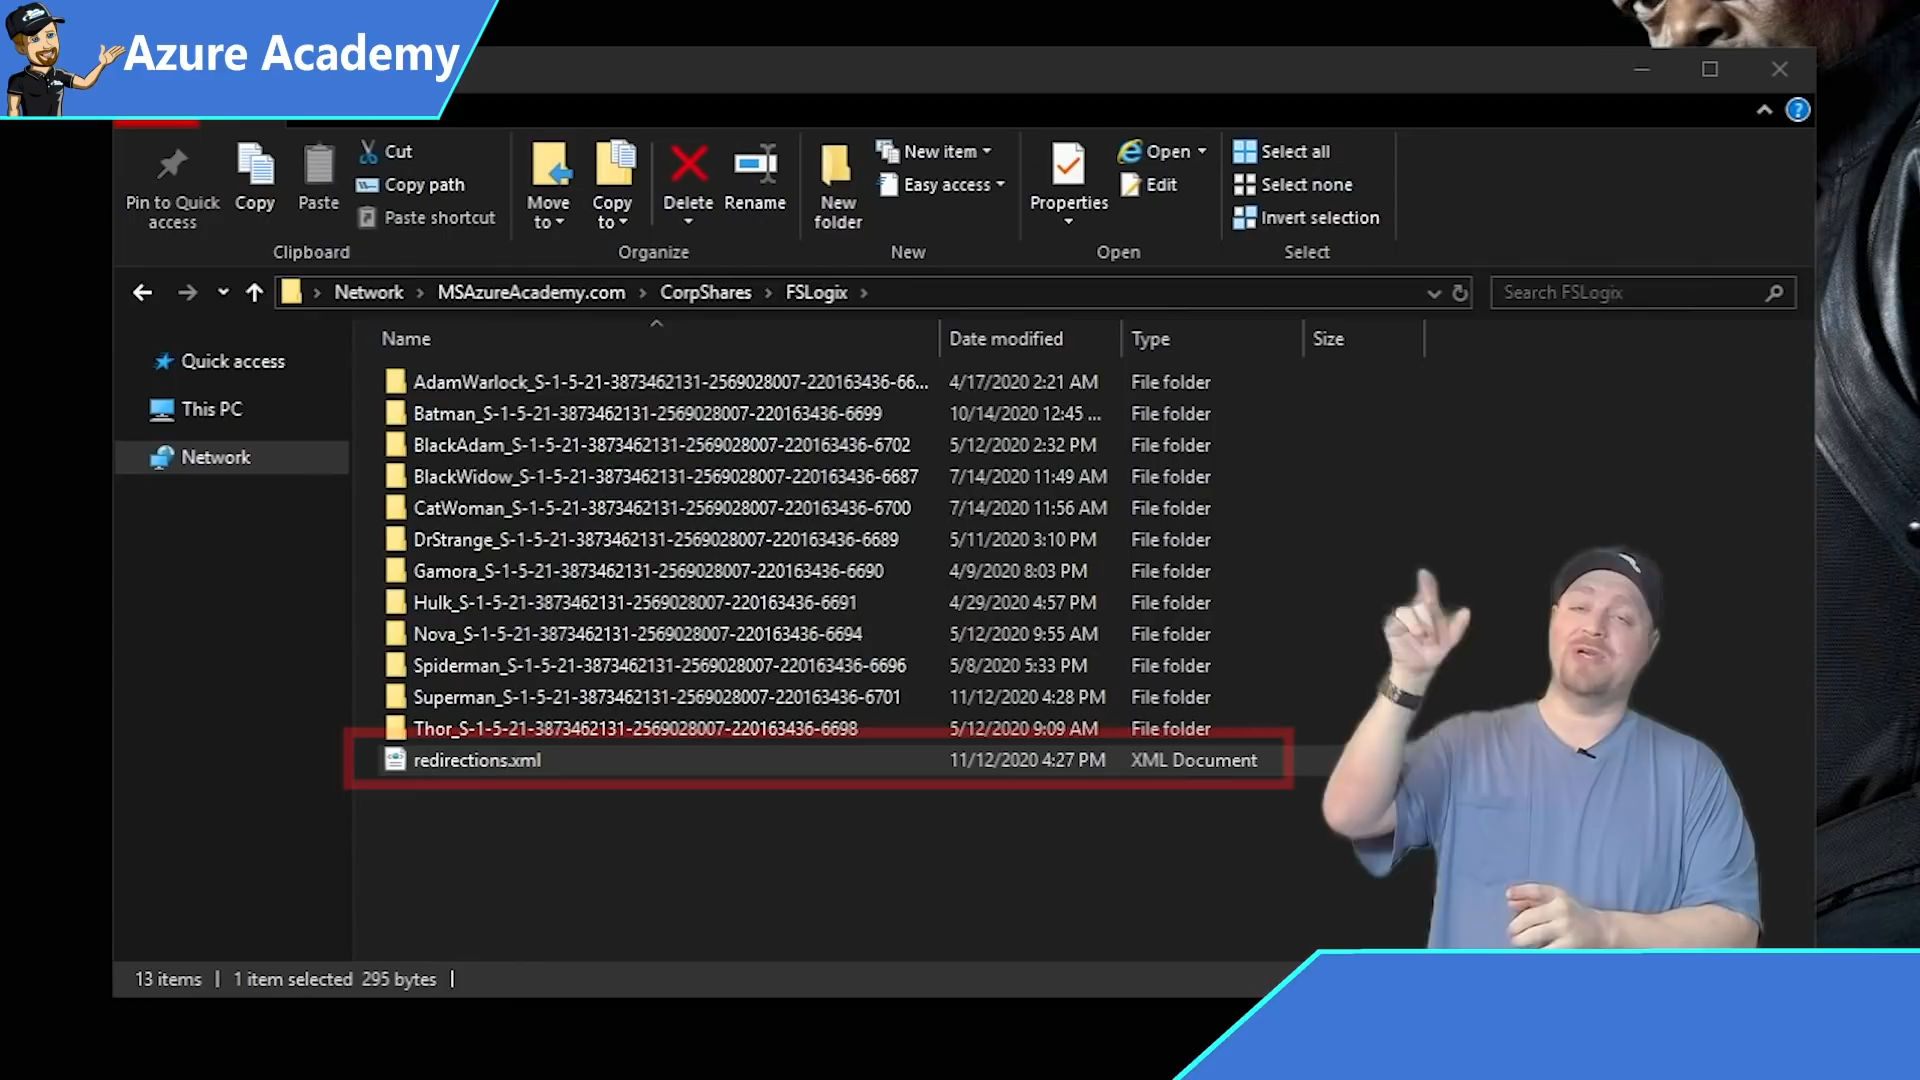 Azure Academy
Pin to Quick access
Copy
Paste
Cut
Copy path
Paste shortcut
Clipboard
Move to
Copy to
Delete
Rename
Organize
New folder
New item
Easy access
New
Properties
Open
Edit
Open
Select all
Select none
Invert selection
Select
Network > MSAzureAcademy.com > CorpShares > FSLogix >
Search FSLogix
Quick access
This PC
Network
Name Date modified Type Size
AdamWarlock_S-1-5-21-3873462131-2569028007-220163436-66... 4/17/2020 2:21 AM File folder
Batman_S-1-5-21-3873462131-2569028007-220163436-6699 10/14/2020 12:45 ... File folder
BlackAdam_S-1-5-21-3873462131-2569028007-220163436-6702 5/12/2020 2:32 PM File folder
BlackWidow_S-1-5-21-3873462131-2569028007-220163436-6687 7/14/2020 11:49 AM File folder
CatWoman_S-1-5-21-3873462131-2569028007-220163436-6700 7/14/2020 11:56 AM File folder
DrStrange_S-1-5-21-3873462131-2569028007-220163436-6689 5/11/2020 3:10 PM File folder
Gamora_S-1-5-21-3873462131-2569028007-220163436-6690 4/9/2020 8:03 PM File folder
Hulk_S-1-5-21-3873462131-2569028007-220163436-6691 4/29/2020 4:57 PM File folder
Nova_S-1-5-21-3873462131-2569028007-220163436-6694 5/12/2020 9:55 AM File folder
Spiderman_S-1-5-21-3873462131-2569028007-220163436-6696 5/8/2020 5:33 PM File folder
Superman_S-1-5-21-3873462131-2569028007-220163436-6701 11/12/2020 4:28 PM File folder
Thor_S-1-5-21-3873462131-2569028007-220163436-6698 5/12/2020 9:09 AM File folder
redirections.xml 11/12/2020 4:27 PM XML Document
13 items | 1 item selected 295 bytes |